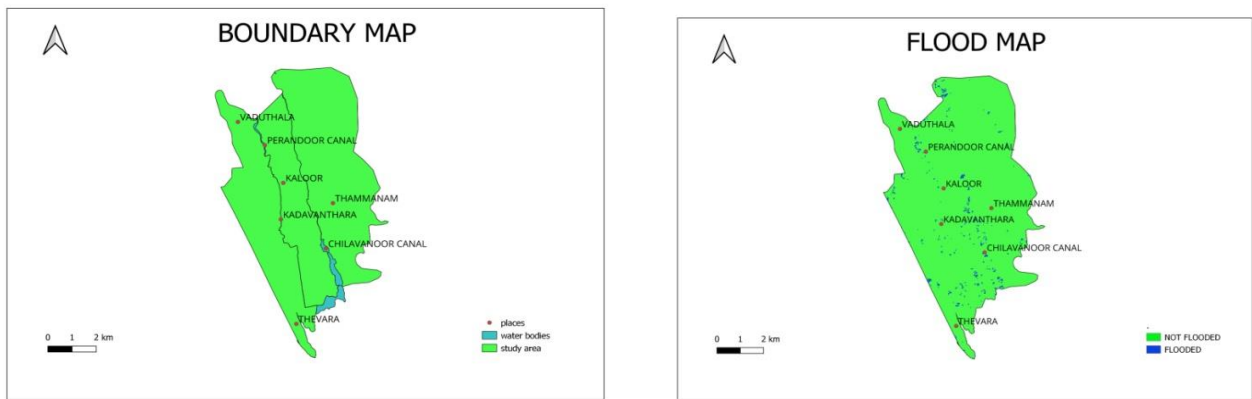 BOUNDARY MAP
VADUTHALA
PERANDOOR CANAL
KALOOR
THAMMANAM
KADAVANTHARA
CHILAVANOOR CANAL
THEVARA
0 1 2 km
places
water bodies
study area
FLOOD MAP
VADUTHALA
PERANDOOR CANAL
KALOOR
THAMMANAM
KADAVANTHARA
CHILAVANOOR CANAL
THEVARA
0 1 2 km
NOT FLOODED
FLOODED